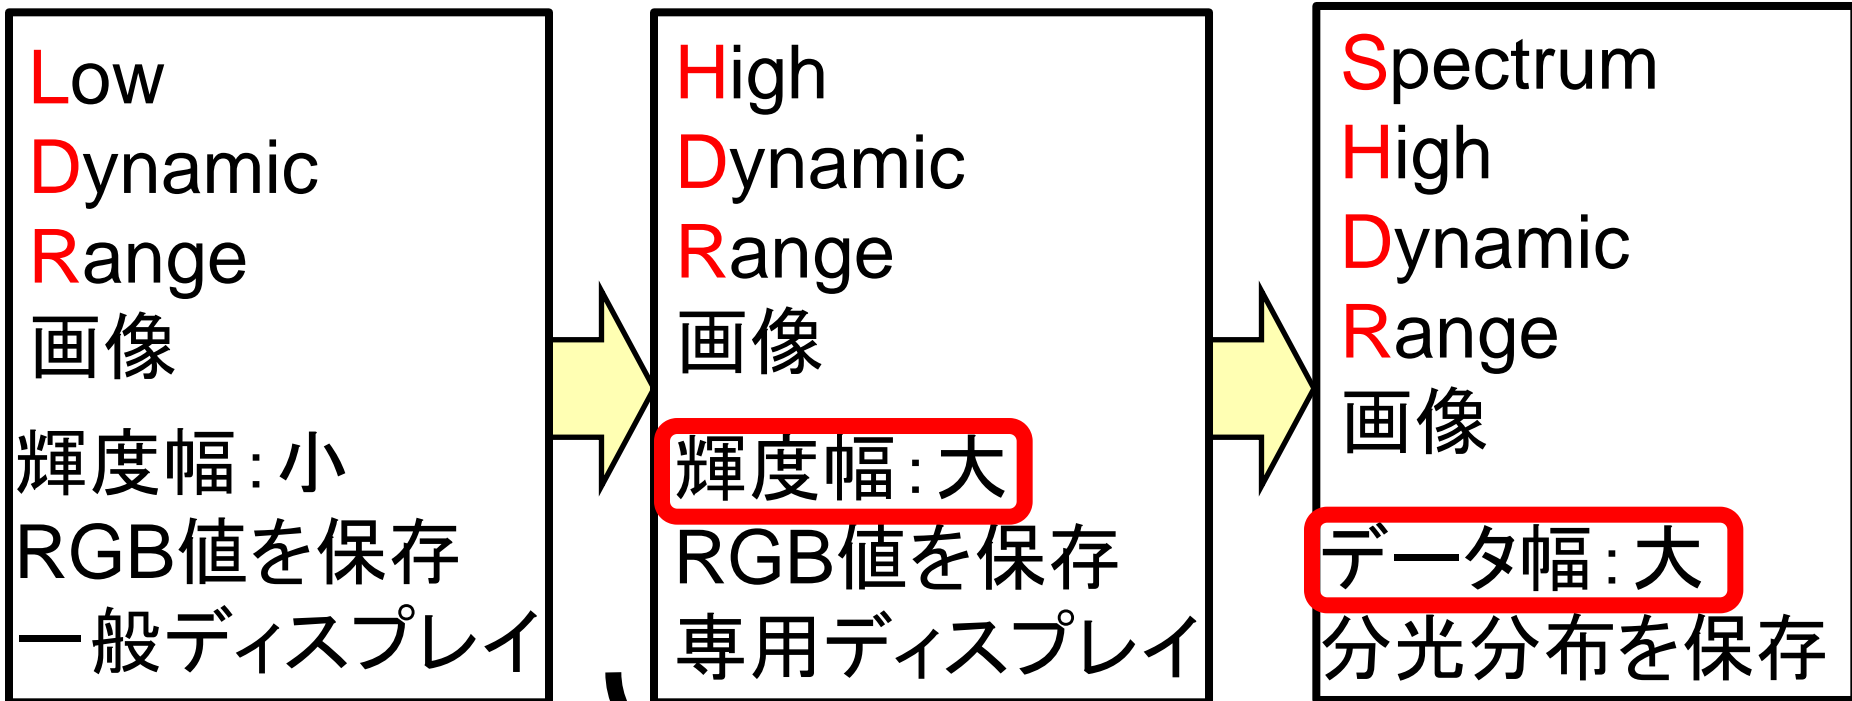 Low
Dynamic
Range
画像
輝度幅：小
RGB値を保存
一般ディスプレイ
High
Dynamic
Range
画像
輝度幅：大
RGB値を保存
専用ディスプレイ
Spectrum
High
Dynamic
Range
画像
データ幅：大
分光分布を保存